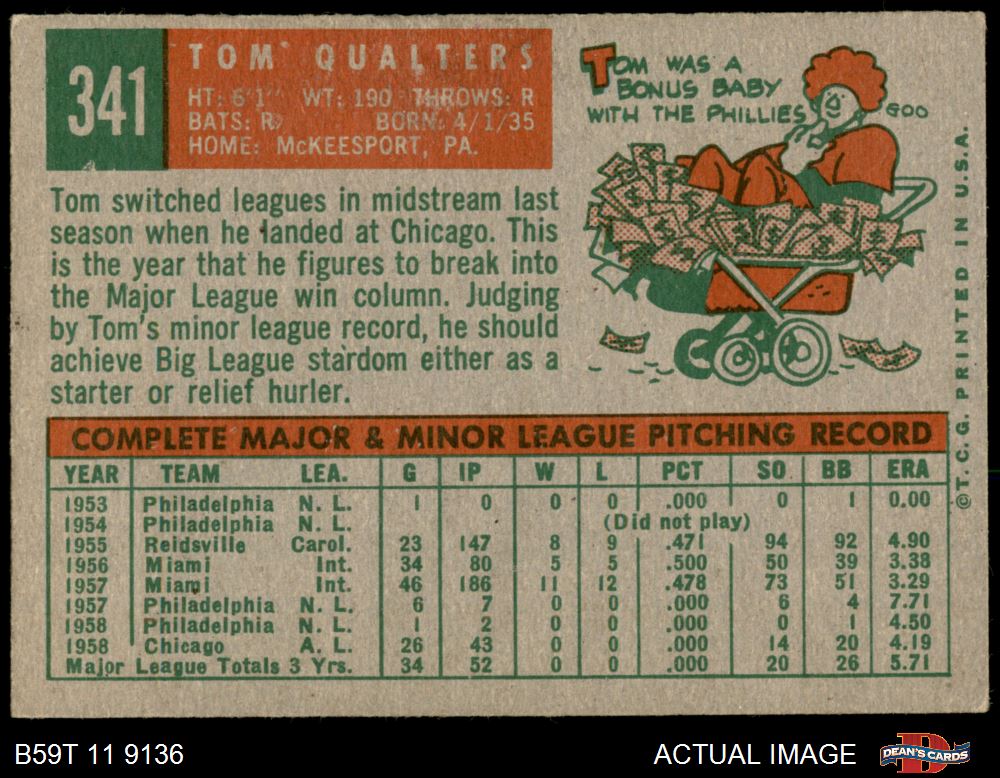 341
TOM QUALTERS
HT: 6'1" WT: 190 THROWS: R
BATS: R BORN: 4/1/35
HOME: McKEESPORT, PA.
TOM WAS A
BONUS BABY
WITH THE PHILLIES
GOO
Tom switched leagues in midstream last
season when he landed at Chicago. This
is the year that he figures to break into
the Major League win column. Judging
by Tom's minor league record, he should
achieve Big League stardom either as a
starter or relief hurler.
COMPLETE MAJOR & MINOR LEAGUE PITCHING RECORD
YEAR TEAM LEA. G IP W L PCT SO BB ERA
1953 Philadelphia N. L. 1 0 0 0 .000 0 1 0.00
1954 Philadelphia N. L. (Did not play)
1955 Reidsville Carol. 23 147 8 9 .471 94 92 4.90
1956 Miami Int. 34 80 5 5 .500 50 39 3.38
1957 Miami Int. 46 186 11 12 .478 73 51 3.29
1957 Philadelphia N. L. 6 7 0 0 .000 6 4 7.71
1958 Philadelphia N. L. 1 2 0 0 .000 0 1 4.50
1958 Chicago A. L. 26 43 0 0 .000 14 20 4.19
Major League Totals 3 Yrs. 34 52 0 0 .000 20 26 5.71
©T. C. G. PRINTED IN U.S.A.
B59T 11 9136
ACTUAL IMAGE
DEAN'S CARDS